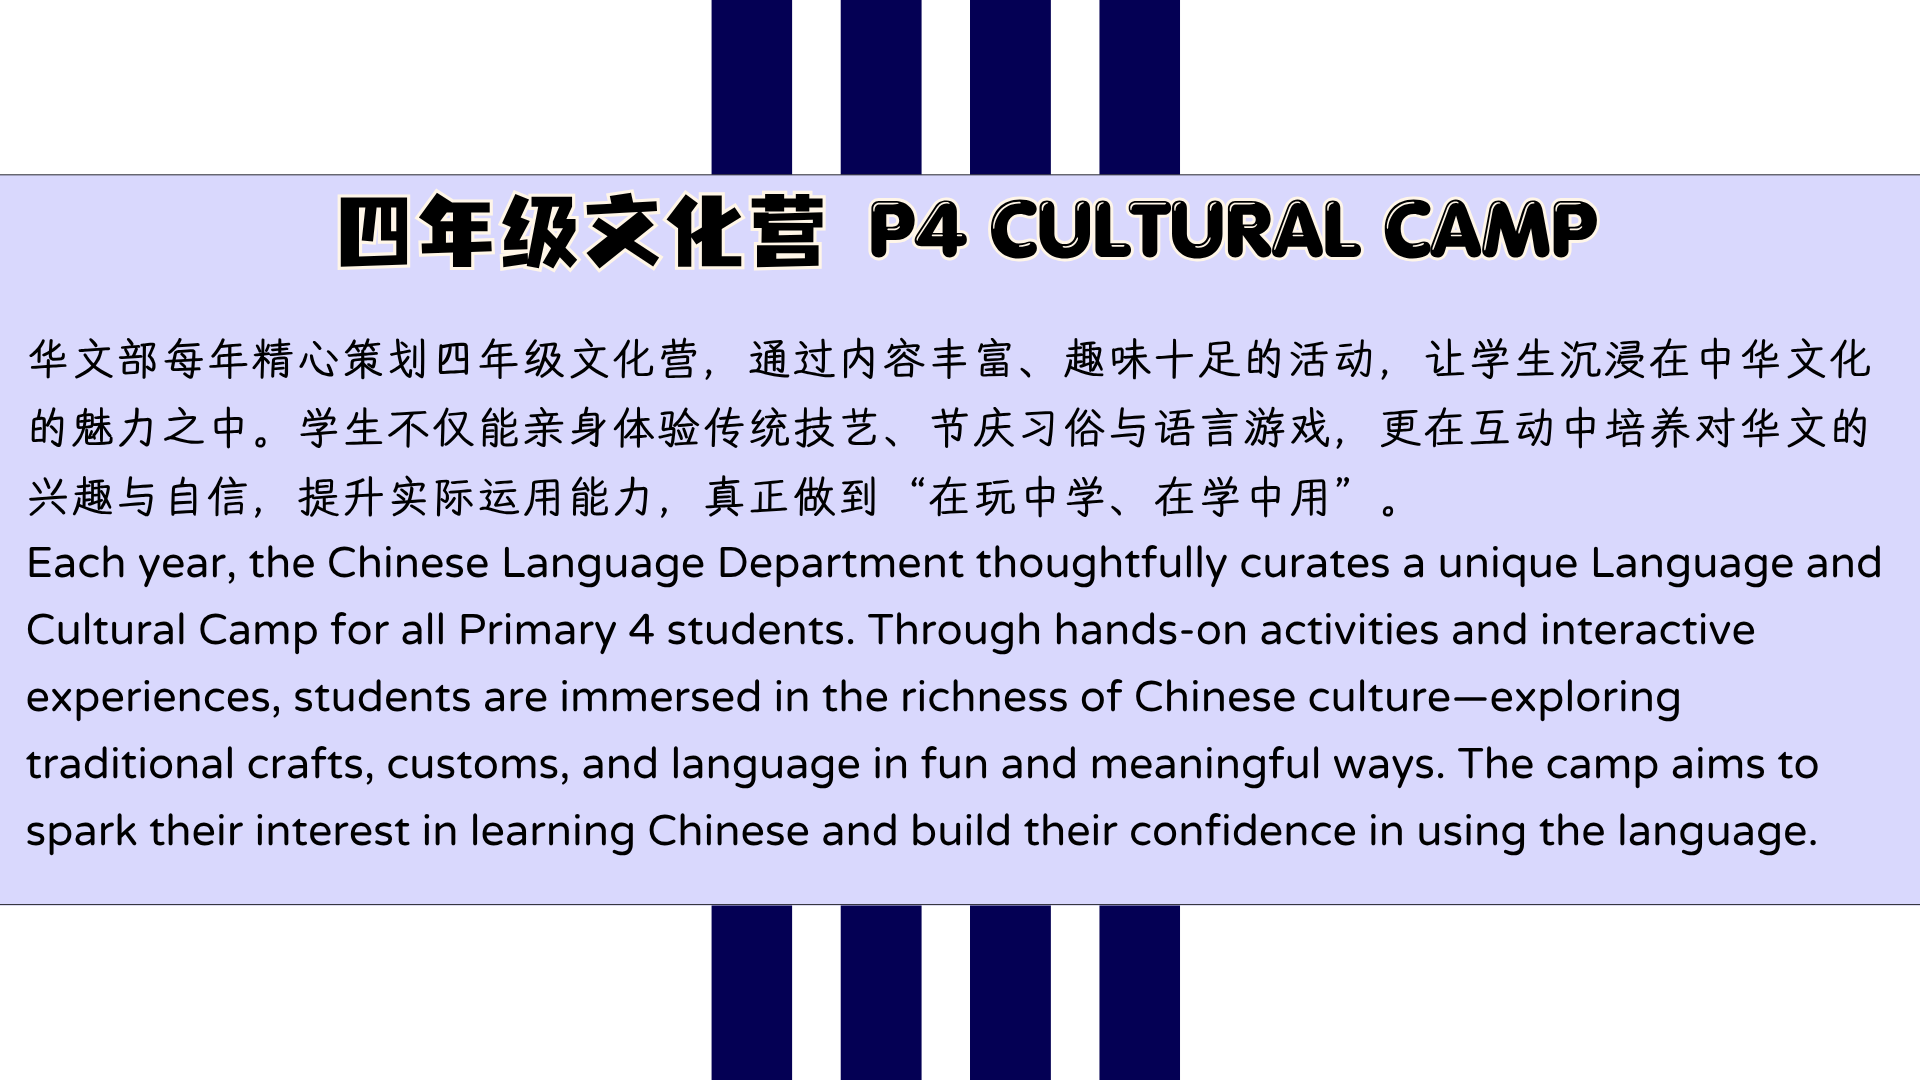 四年级文化营 P4 CULTURAL CAMP
华文部每年精心策划四年级文化营，通过内容丰富、趣味十足的活动，让学生沉浸在中华文化
的魅力之中。学生不仅能亲身体验传统技艺、节庆习俗与语言游戏，更在互动中培养对华文的
兴趣与自信，提升实际运用能力，真正做到“在玩中学、在学中用”。
Each year, the Chinese Language Department thoughtfully curates a unique Language and
Cultural Camp for all Primary 4 students. Through hands-on activities and interactive
experiences, students are immersed in the richness of Chinese culture—exploring
traditional crafts, customs, and language in fun and meaningful ways. The camp aims to
spark their interest in learning Chinese and build their confidence in using the language.